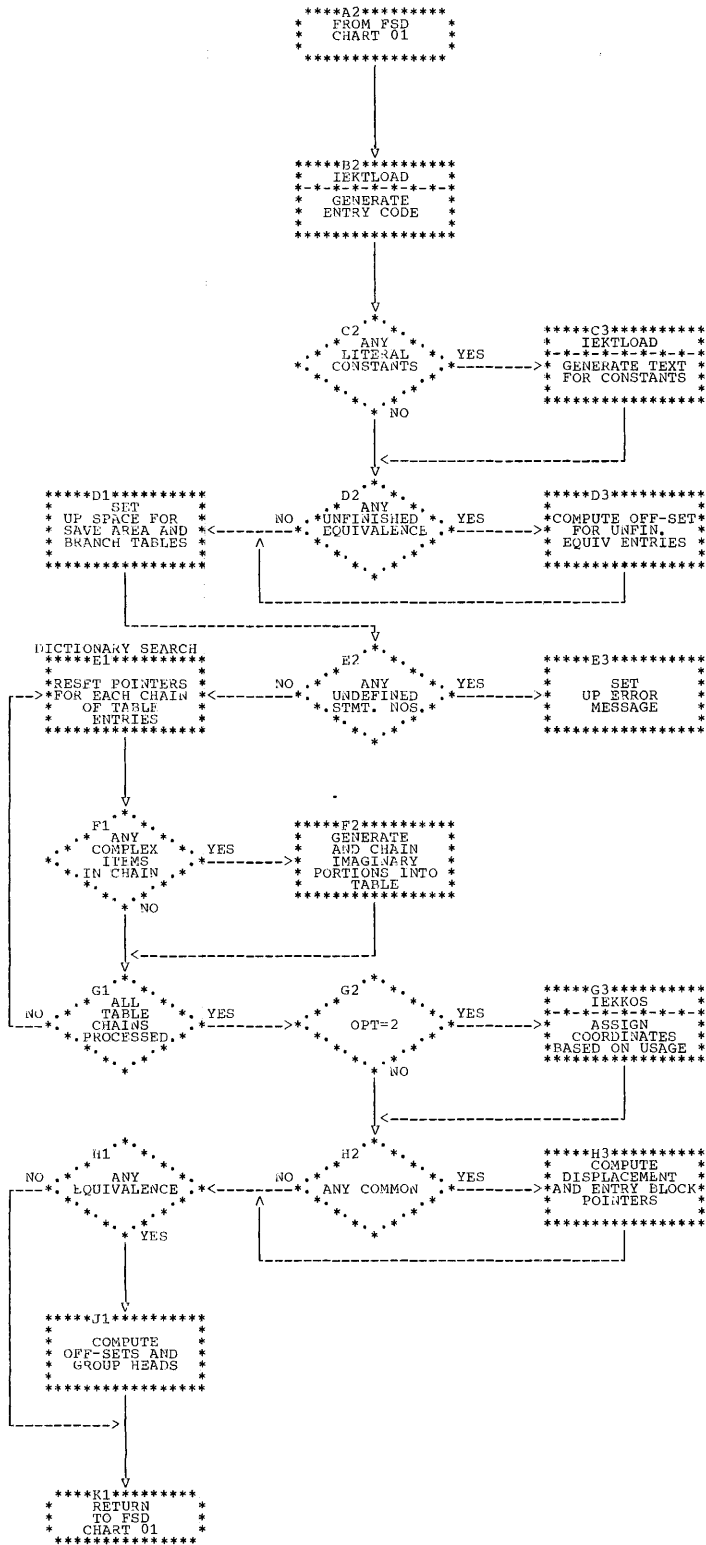 *****A2**********
FROM FSD
CHART 01
*****B2**********
IEKTLOAD
*-*-*-*-*-*-*-*-*
GENERATE
ENTRY CODE
C2
ANY
LITERAL
CONSTANTS
YES
NO
*****C3**********
IEKTLOAD
*-*-*-*-*-*-*-*-*
GENERATE TEXT
FOR CONSTANTS
*****D1**********
SET
UP SPACE FOR
SAVE AREA AND
BRANCH TABLES
D2
ANY
UNFINISHED
EQUIVALENCE
NO
YES
*****D3**********
COMPUTE OFF-SET
FOR UNFIN.
EQUIV ENTRIES
DICTIONARY SEARCH
*****E1**********
RESET POINTERS
FOR EACH CHAIN
OF TABLE
ENTRIES
E2
ANY
UNDEFINED
STMT. NOS.
NO
YES
*****E3**********
SET
UP ERROR
MESSAGE
F1
ANY
COMPLEX
ITEMS
IN CHAIN
YES
NO
*****F2**********
GENERATE
AND CHAIN
IMAGINARY
PORTIONS INTO
TABLE
G1
ALL
TABLE
CHAINS
PROCESSED
NO
YES
G2
OPT=2
YES
NO
*****G3**********
IEKKOS
*-*-*-*-*-*-*-*-*
ASSIGN
COORDINATES
BASED ON USAGE
H1
ANY
EQUIVALENCE
NO
YES
H2
ANY COMMON
NO
YES
*****H3**********
COMPUTE
DISPLACEMENT
AND ENTRY BLOCK
POINTERS
*****J1**********
COMPUTE
OFF-SETS AND
GROUP HEADS
****K1*********
RETURN
TO FSD
CHART 01